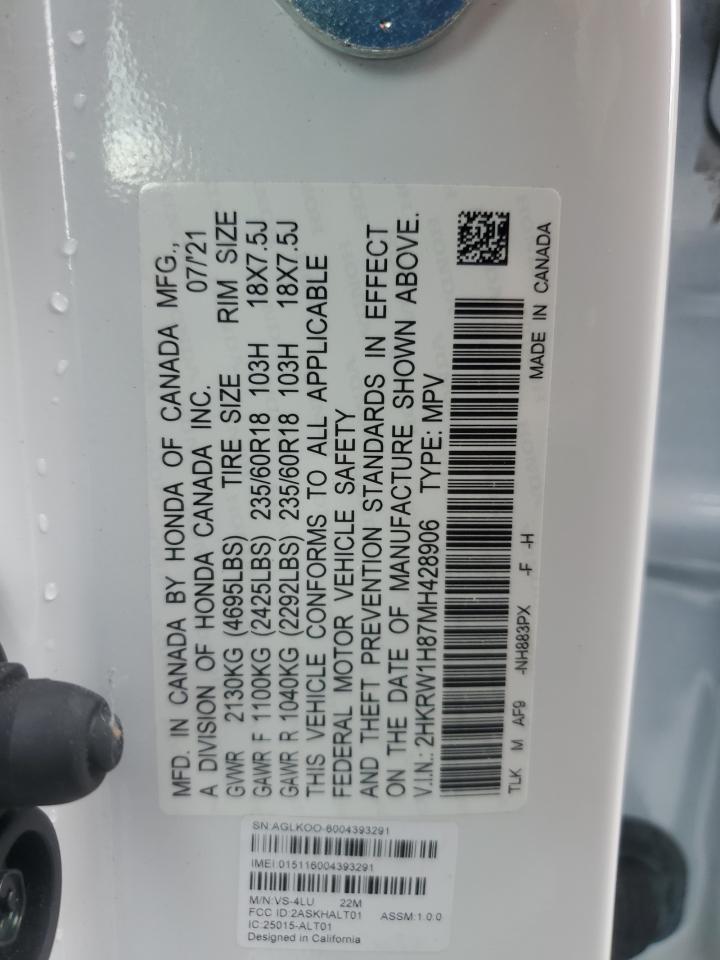 MFD. IN CANADA BY HONDA OF CANADA MFG.,
A DIVISION OF HONDA CANADA INC. 07/'21
GVWR 2130KG (4695LBS) TIRE SIZE RIM SIZE
GAWR F 1100KG (2425LBS) 235/60R18 103H 18X7.5J
GAWR R 1040KG (2292LBS) 235/60R18 103H 18X7.5J
THIS VEHICLE CONFORMS TO ALL APPLICABLE
FEDERAL MOTOR VEHICLE SAFETY
AND THEFT PREVENTION STANDARDS IN EFFECT
ON THE DATE OF MANUFACTURE SHOWN ABOVE.
V.I.N.: 2HKRW1H87MH428906 TYPE: MPV
TLK M AF9 -NH883PX -F -H MADE IN CANADA
SN:AGLKOO-6004393291
IMEI:015116004393291
M/N:VS-4LU 22M
FCC ID:2ASKHALT01 ASSM:1.0.0
IC:25015-ALT01
Designed in California